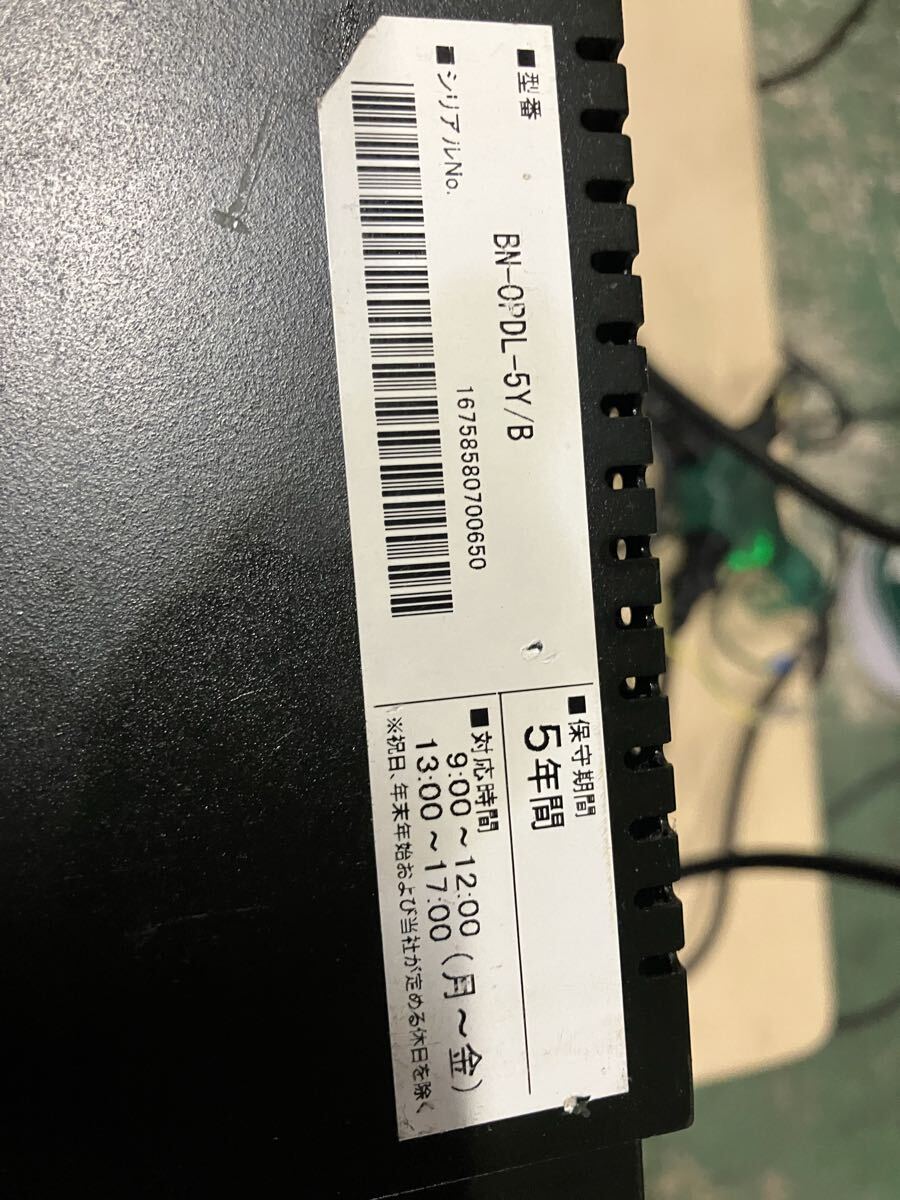 ■型番
BN-OPDL-5Y/B
■シリアルNo.
16758580700650
■保守期間
5年間
■対応時間
9:00～12:00（月～金）
13:00～17:00
※祝日、年末年始および当社が定める休日を除く